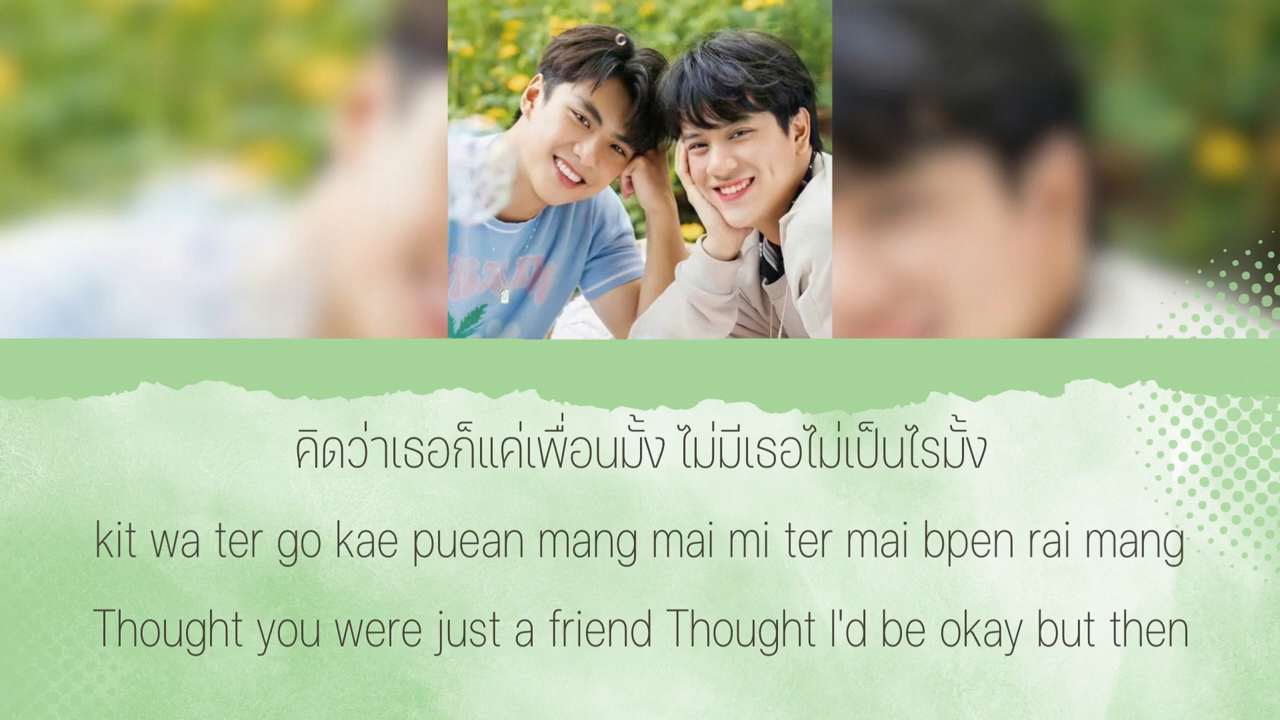 คิดว่าเธอก็แค่เพื่อนมั้ง ไม่มีเธอไม่เป็นไรมั้ง
kit wa ter go kae puean mang mai mi ter mai bpen rai mang
Thought you were just a friend Thought I'd be okay but then